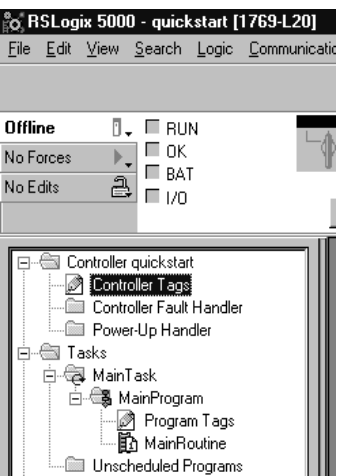 RSLogix 5000 - quickstart [1769-L20]
File Edit View Search Logic
Offline
RUN
No Forces
OK
BAT
No Edits
I/O
Controller quickstart
Controller Tags
Controller Fault Handler
Power-Up Handler
Tasks
MainTask
MainProgram
Program Tags
MainRoutine
Unscheduled Programs